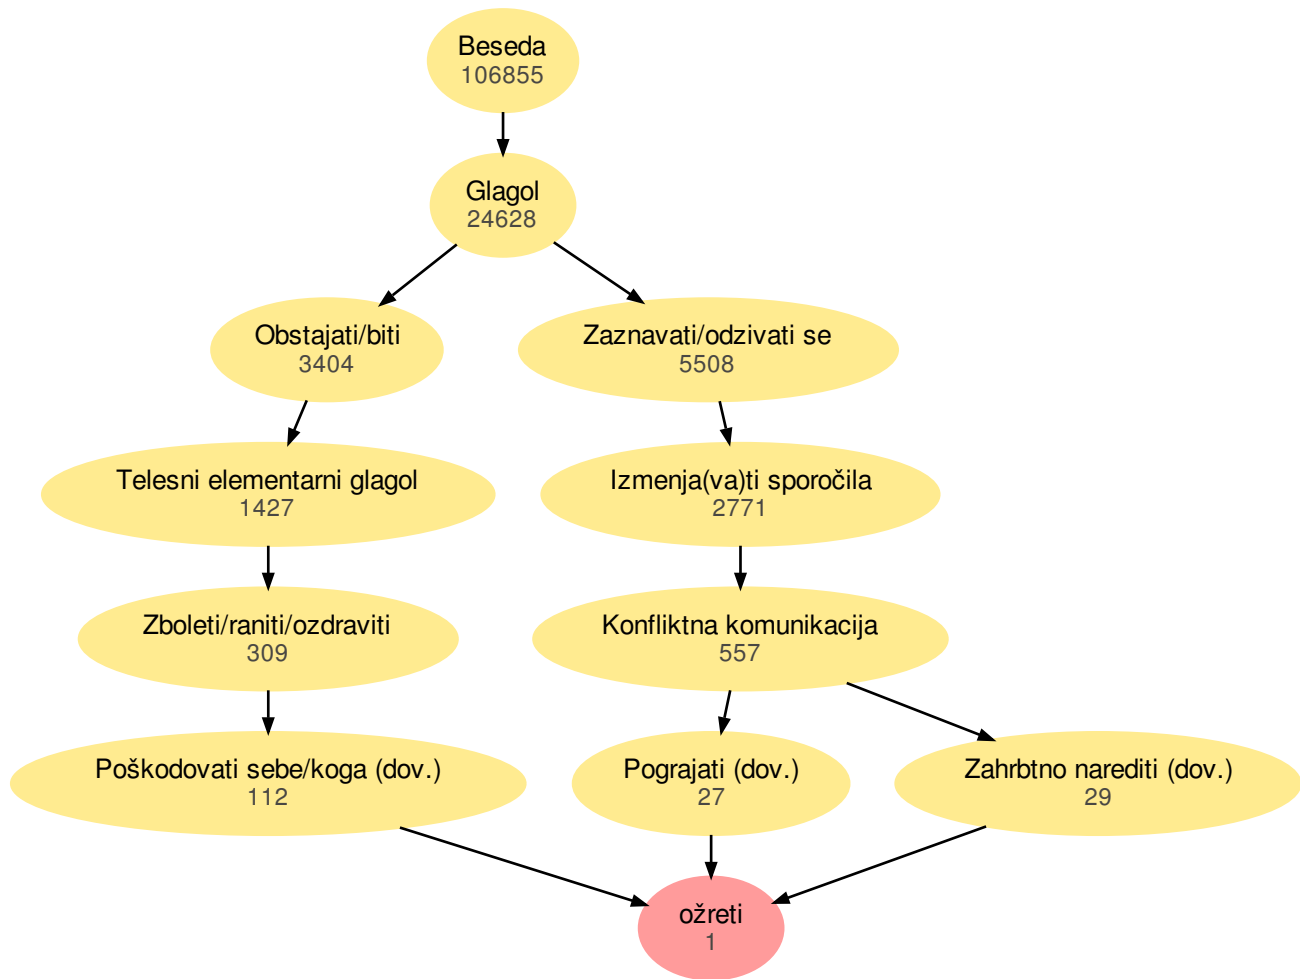 Beseda
106855
Glagol
24628
Obstajati/biti
3404
Zaznavati/odzivati se
5508
Telesni elementarni glagol
1427
Izmenja(va)ti sporočila
2771
Zboleti/raniti/ozdraviti
309
Konfliktna komunikacija
557
Poškodovati sebe/koga (dov.)
112
Pograjati (dov.)
27
Zahrbtno narediti (dov.)
29
ožreti
1